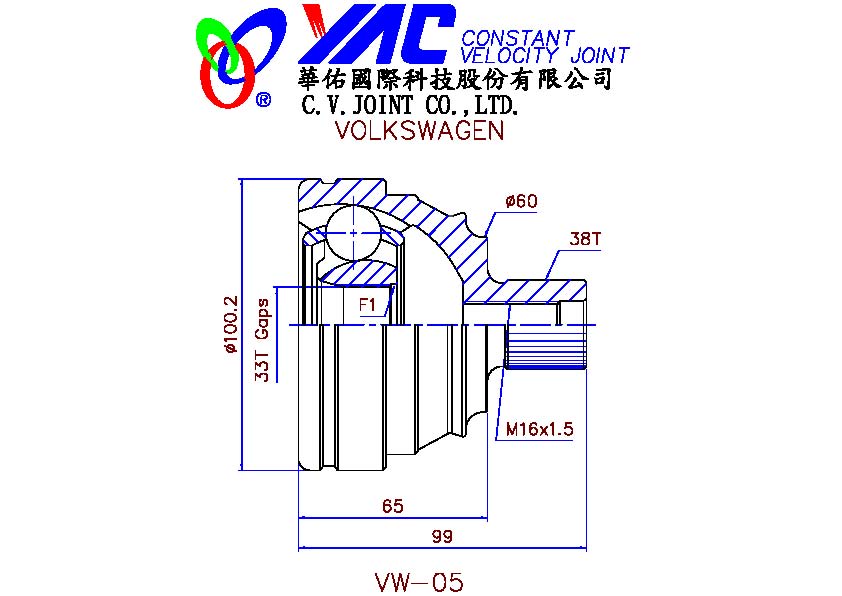 YAC CONSTANT
VELOCITY JOINT
®
華佑國際科技股份有限公司
C.V.JOINT CO.,LTD.
VOLKSWAGEN
ø60
38T
ø100.2
33T Gaps
F1
M16x1.5
65
99
VW-05